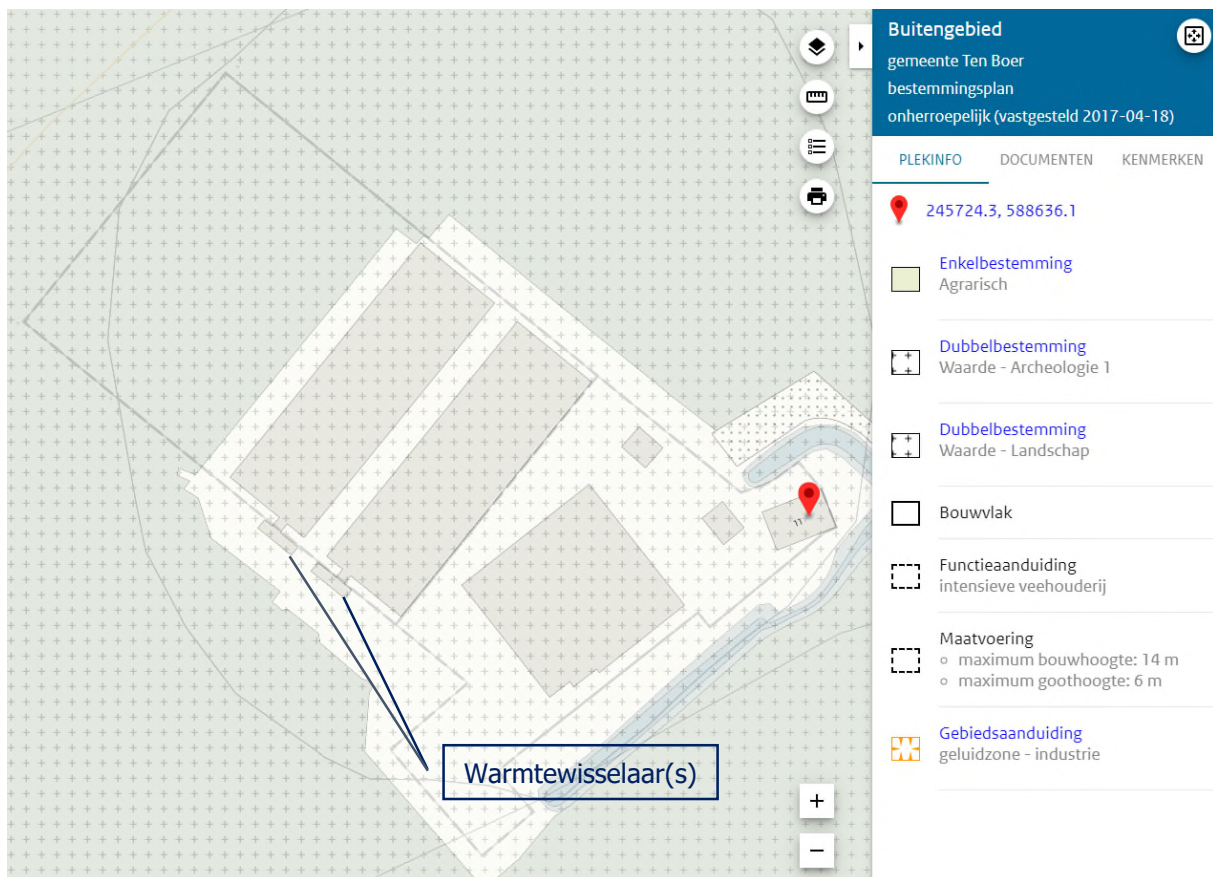 Buitengebied
gemeente Ten Boer
bestemmingsplan
onherroepelijk (vastgesteld 2017-04-18)
PLEKINFO DOCUMENTEN KENMERKEN
245724.3, 588636.1
Enkelbestemming
Agrarisch
Dubbelbestemming
Waarde - Archeologie 1
Dubbelbestemming
Waarde - Landschap
Bouwvlak
Functieaanduiding
intensieve veehouderij
Maatvoering
maximum bouwhoogte: 14 m
maximum goothoogte: 6 m
Gebiedsaanduiding
geluidzone - industrie
11
Warmtewisselaar(s)
+
−